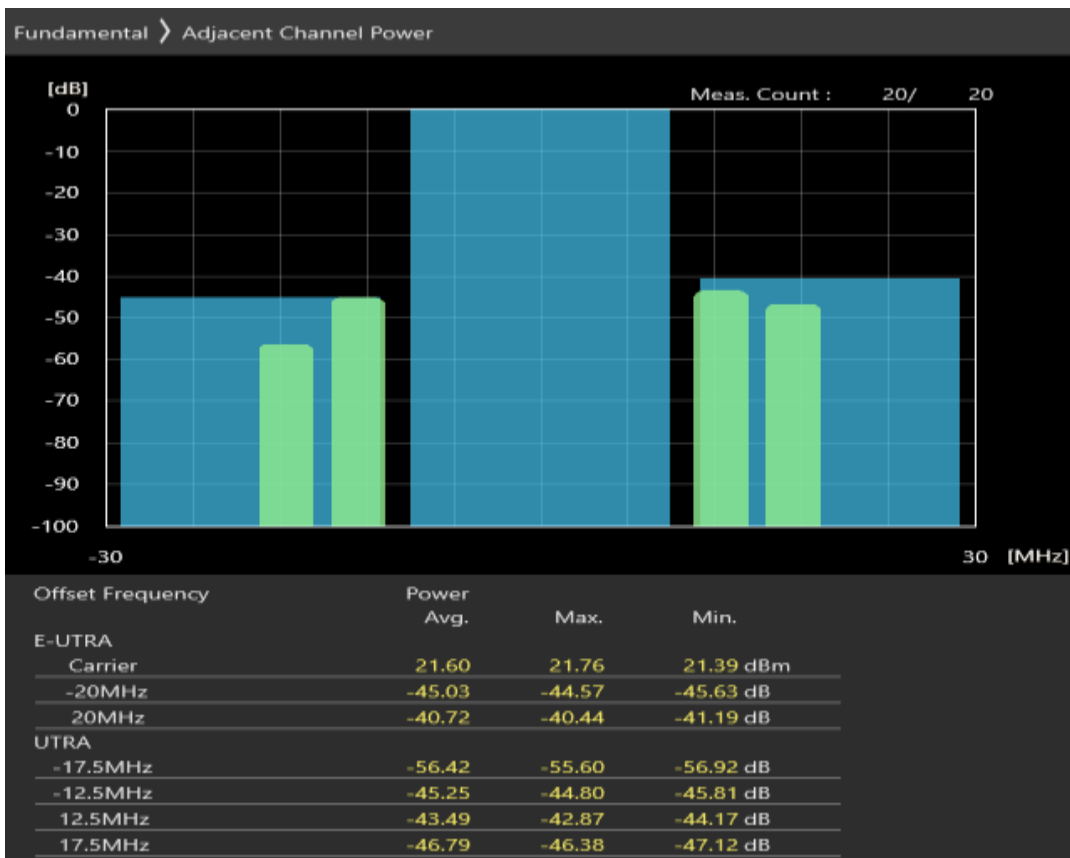 Fundamental 〉 Adjacent Channel Power
[dB]
Meas. Count : 20/ 20
0
-10
-20
-30
-40
-50
-60
-70
-80
-90
-100
-30 30 [MHz]
Offset Frequency Power
Avg. Max. Min.
E-UTRA
Carrier 21.60 21.76 21.39 dBm
-20MHz -45.03 -44.57 -45.63 dB
20MHz -40.72 -40.44 -41.19 dB
UTRA
-17.5MHz -56.42 -55.60 -56.92 dB
-12.5MHz -45.25 -44.80 -45.81 dB
12.5MHz -43.49 -42.87 -44.17 dB
17.5MHz -46.79 -46.38 -47.12 dB